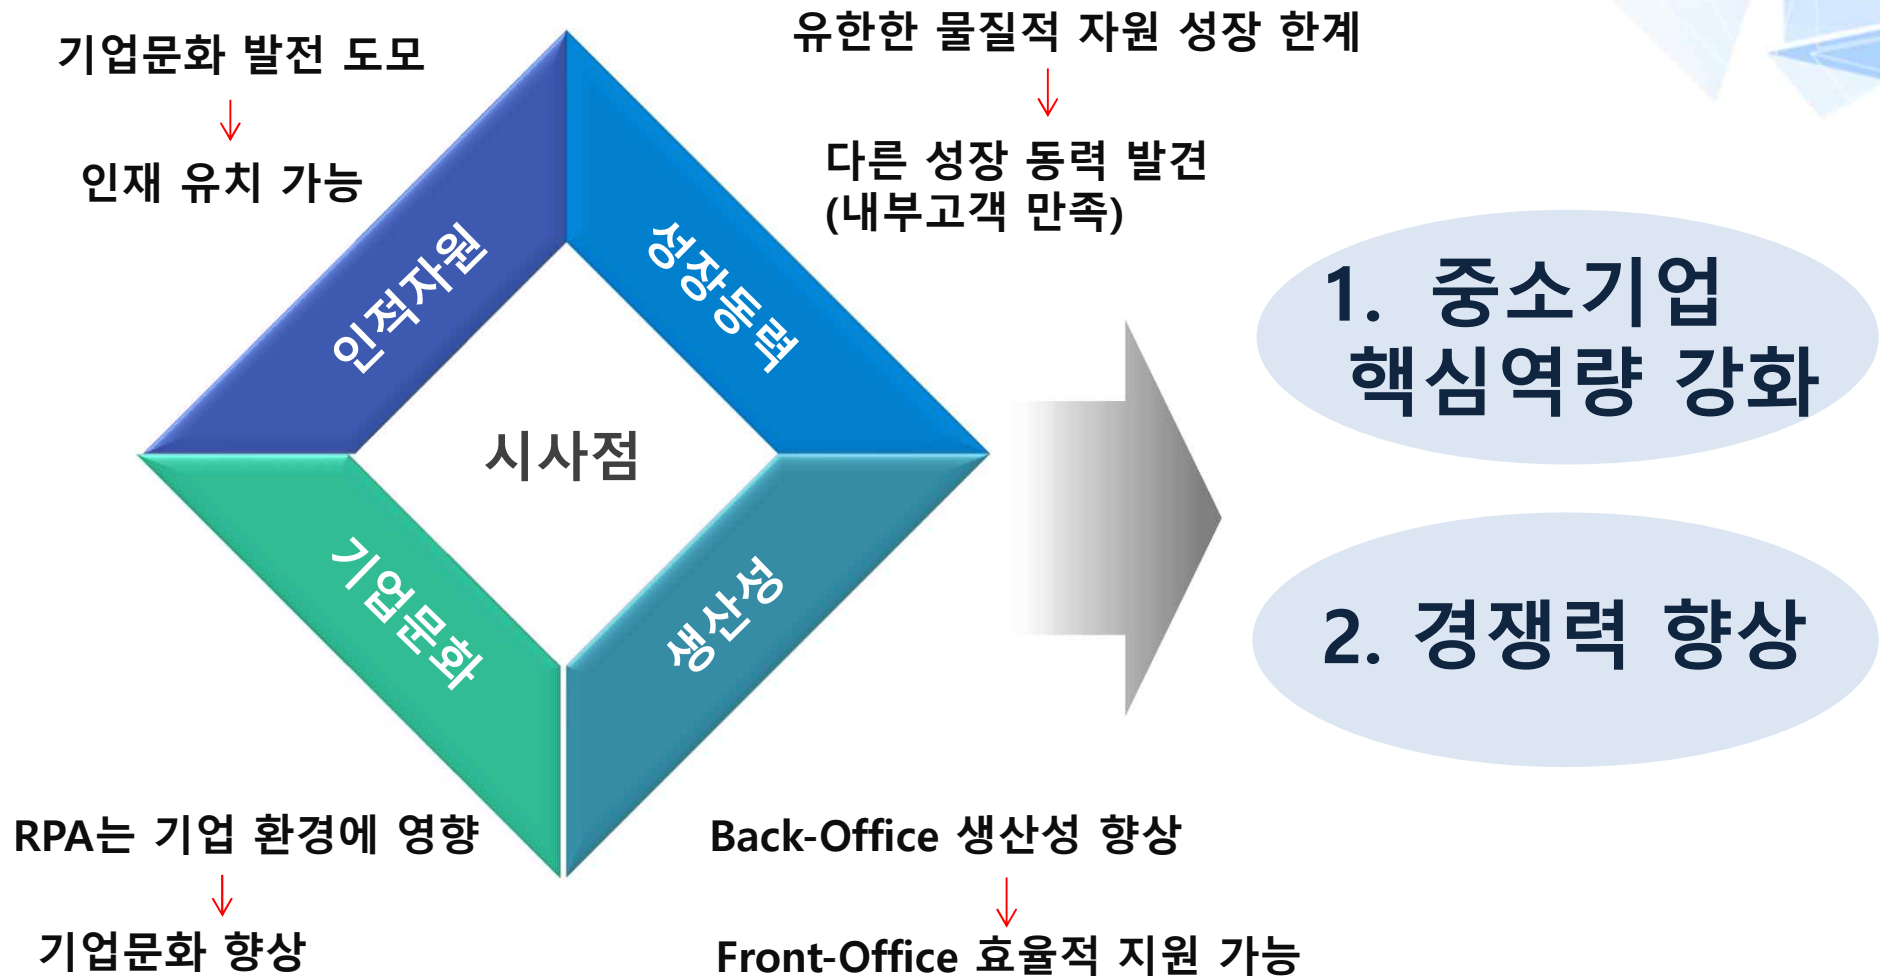 기업문화 발전 도모
인재 유치 가능
유한한 물질적 자원 성장 한계
다른 성장 동력 발견
(내부고객 만족)
인적자원
성장동력
시사점
기업문화
생산성
RPA는 기업 환경에 영향
기업문화 향상
Back-Office 생산성 향상
Front-Office 효율적 지원 가능
1. 중소기업
핵심역량 강화
2. 경쟁력 향상